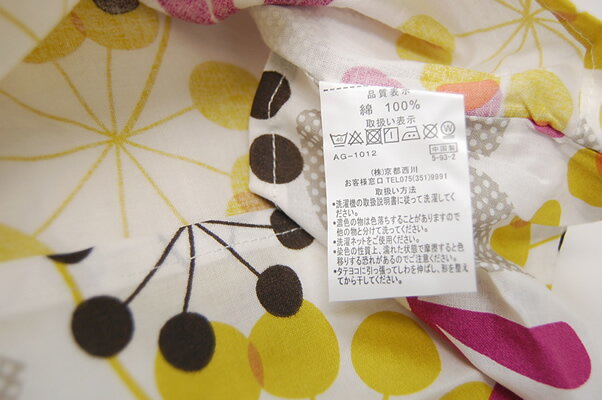 品質表示
綿 100%
取扱い表示
40 W
AG-1012
中国製
5-93-2
(株)京都西川
お客様窓口 TEL075(351)9991
取扱い方法
•洗濯機の取扱説明書に従って洗濯してく
ださい。
•濃色の物は色落ちすることがありますので
他の物と分けて洗ってください。
•洗濯ネットをご使用ください。
•染色の性質上、濡れた状態で摩擦すると色
移りする恐れがあるのでご注意ください。
•タテヨコに引っ張ってしわを伸ばし、形を整え
てから干してください。